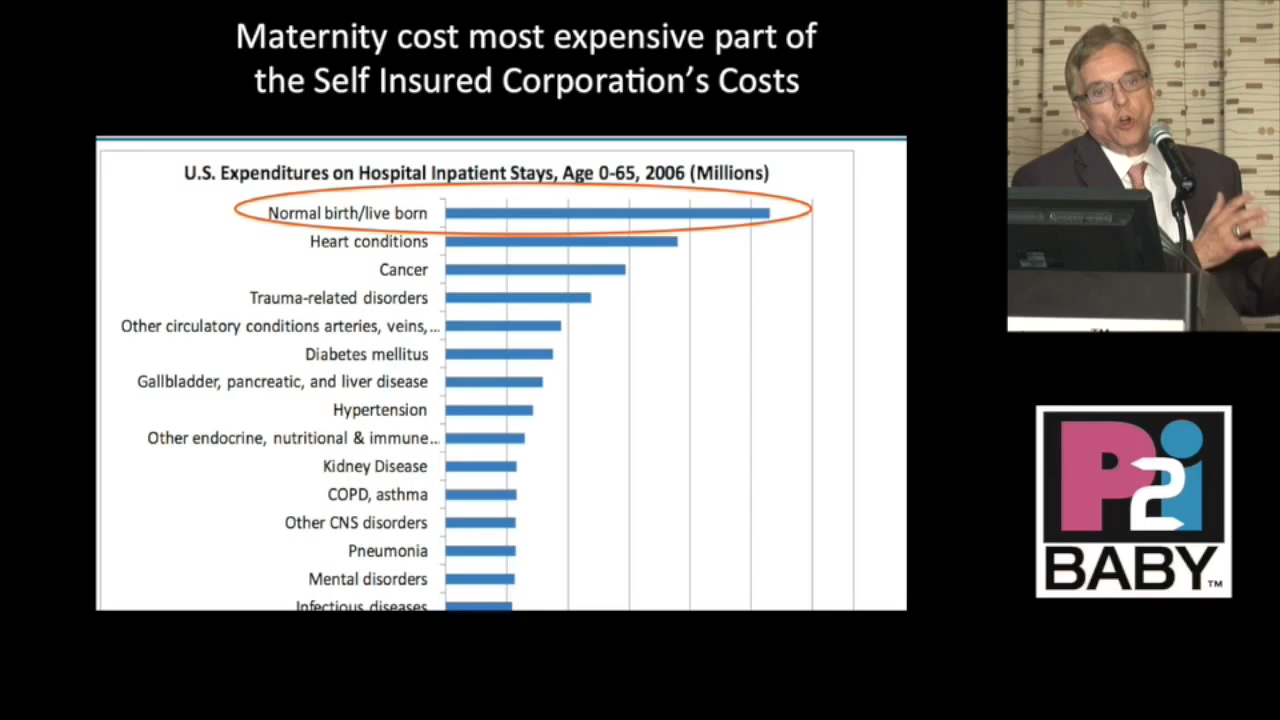 Maternity cost most expensive part of
the Self Insured Corporation's Costs
U.S. Expenditures on Hospital Inpatient Stays, Age 0-65, 2006 (Millions)
Normal birth/live born
Heart conditions
Cancer
Trauma-related disorders
Other circulatory conditions arteries, veins,...
Diabetes mellitus
Gallbladder, pancreatic, and liver disease
Hypertension
Other endocrine, nutritional & immune...
Kidney Disease
COPD, asthma
Other CNS disorders
Pneumonia
Mental disorders
Infectious diseases
P2i
BABY™